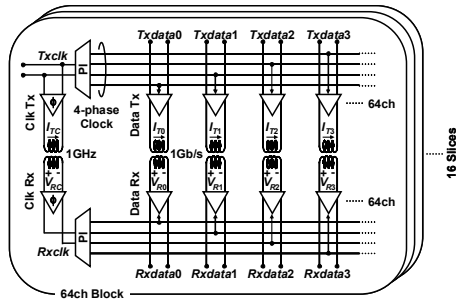 Txdata0 Txdata1 Txdata2 Txdata3
Txclk
PI
4-phase
Clock
Clk Tx
ϕ
Data Tx
64ch
I_TC
I_T0
I_T1
I_T2
I_T3
1GHz
1Gb/s
16 Slices
+ - + - + - + - + -
V_RC
V_R0
V_R1
V_R2
V_R3
Clk Rx
ϕ
Data Rx
64ch
PI
Rxclk
Rxdata0 Rxdata1 Rxdata2 Rxdata3
64ch Block